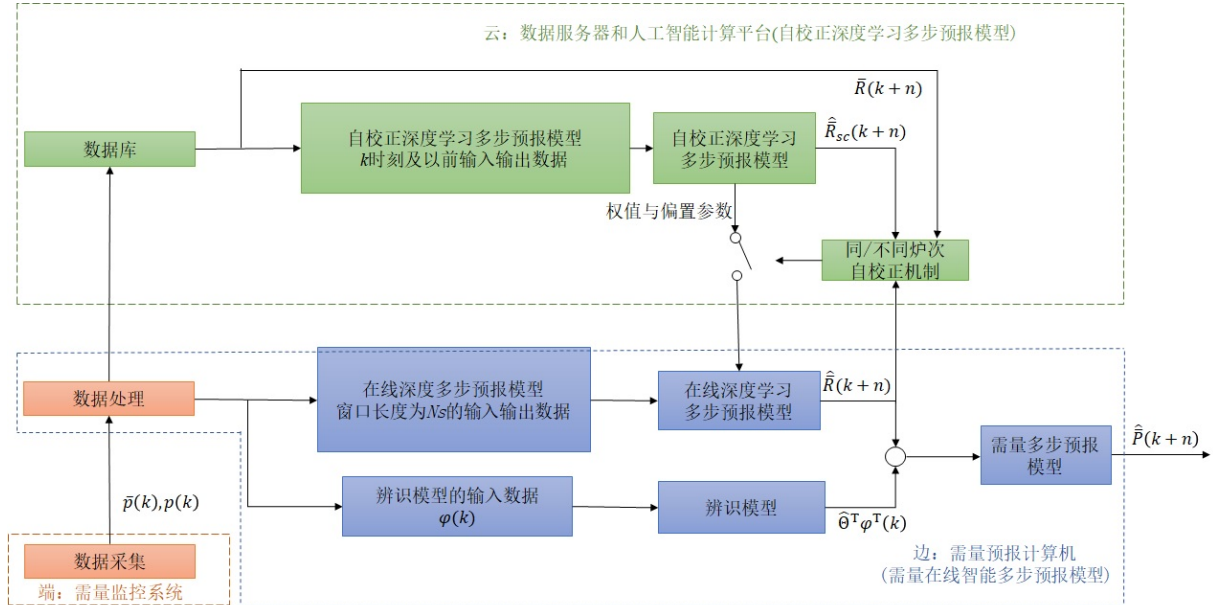 云：数据服务器和人工智能计算平台(自校正深度学习多步预报模型)
R̄(k+n)
数据库
自校正深度学习多步预报模型
k时刻及以前输入输出数据
自校正深度学习
多步预报模型
R̄̂_{sc}(k+n)
权值与偏置参数
同/不同炉次
自校正机制
数据处理
在线深度多步预报模型
窗口长度为Ns的输入输出数据
在线深度学习
多步预报模型
R̄̂(k+n)
需量多步预报
模型
P̄̂(k+n)
p̄(k),p(k)
辨识模型的输入数据
φ(k)
辨识模型
Θ̂ᵀφᵀ(k)
数据采集
端：需量监控系统
边：需量预报计算机
(需量在线智能多步预报模型)